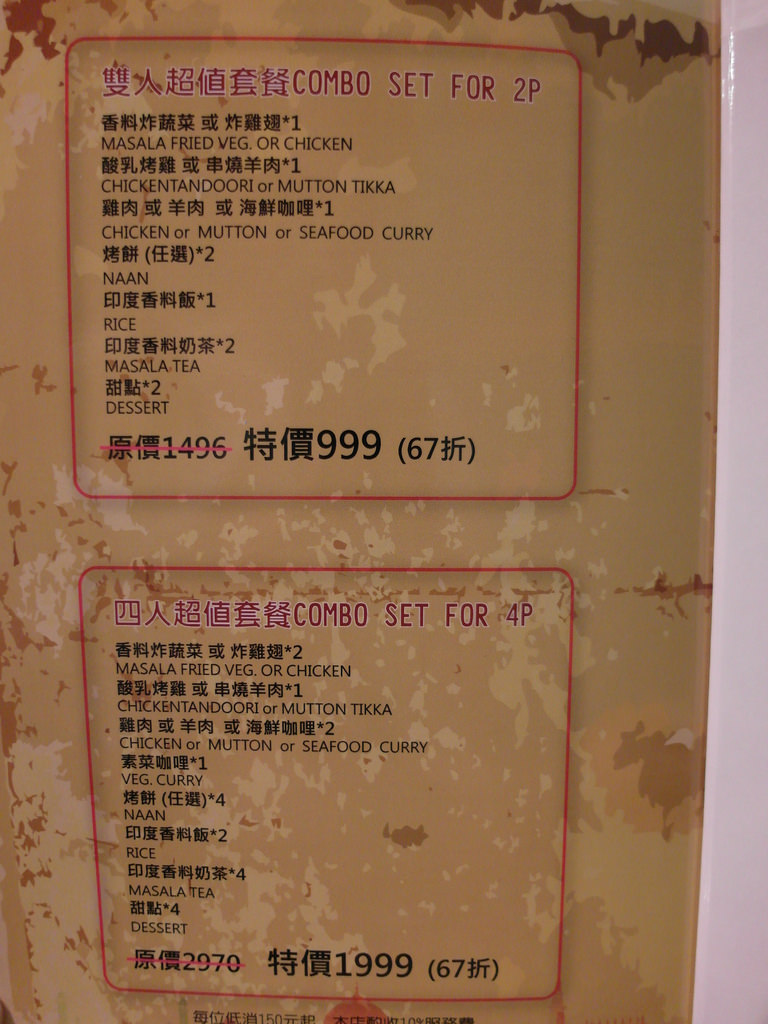 雙人超值套餐COMBO SET FOR 2P
香料炸蔬菜 或 炸雞翅*1
MASALA FRIED VEG. OR CHICKEN
酸乳烤雞 或 串燒羊肉*1
CHICKENTANDOORI or MUTTON TIKKA
雞肉 或 羊肉 或 海鮮咖哩*1
CHICKEN or MUTTON or SEAFOOD CURRY
烤餅 (任選)*2
NAAN
印度香料飯*1
RICE
印度香料奶茶*2
MASALA TEA
甜點*2
DESSERT
原價1496 特價999 (67折)
四人超值套餐COMBO SET FOR 4P
香料炸蔬菜 或 炸雞翅*2
MASALA FRIED VEG. OR CHICKEN
酸乳烤雞 或 串燒羊肉*1
CHICKENTANDOORI or MUTTON TIKKA
雞肉 或 羊肉 或 海鮮咖哩*2
CHICKEN or MUTTON or SEAFOOD CURRY
素菜咖哩*1
VEG. CURRY
烤餅 (任選)*4
NAAN
印度香料飯*2
RICE
印度香料奶茶*4
MASALA TEA
甜點*4
DESSERT
原價2970 特價1999 (67折)
每位低消150元起 本店酌收10%服務費